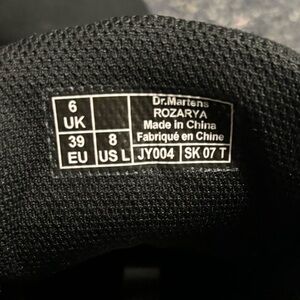 6 UK
Dr.Martens
ROZARYA
Made in China
Fabriqué en Chine
39 EU
8 US L
JY004
SK 07 T